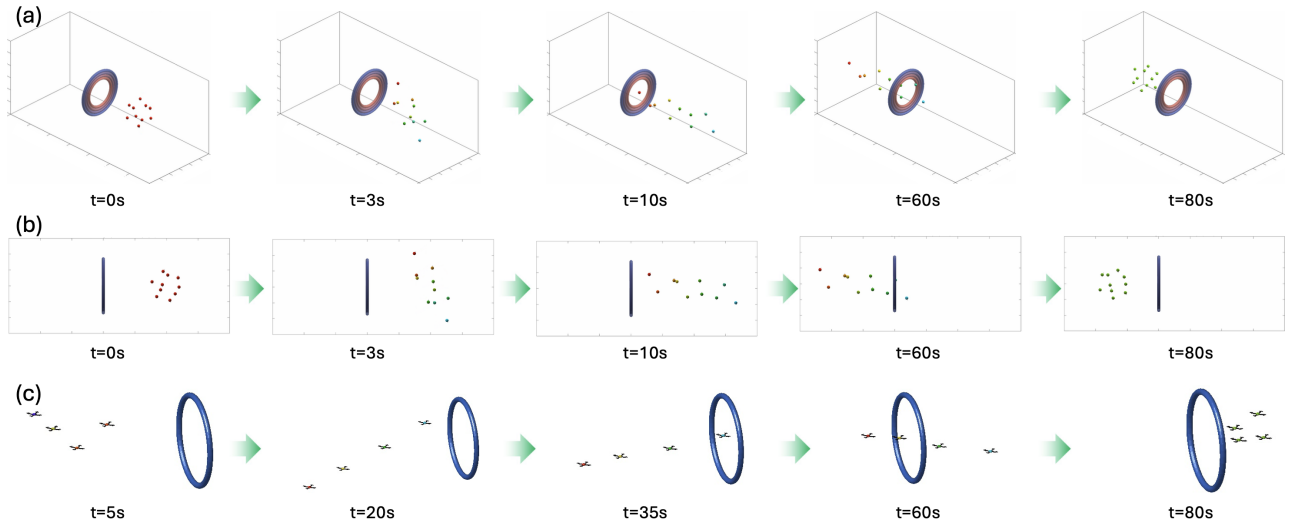 (a)
t=0s t=3s t=10s t=60s t=80s
(b)
t=0s t=3s t=10s t=60s t=80s
(c)
t=5s t=20s t=35s t=60s t=80s